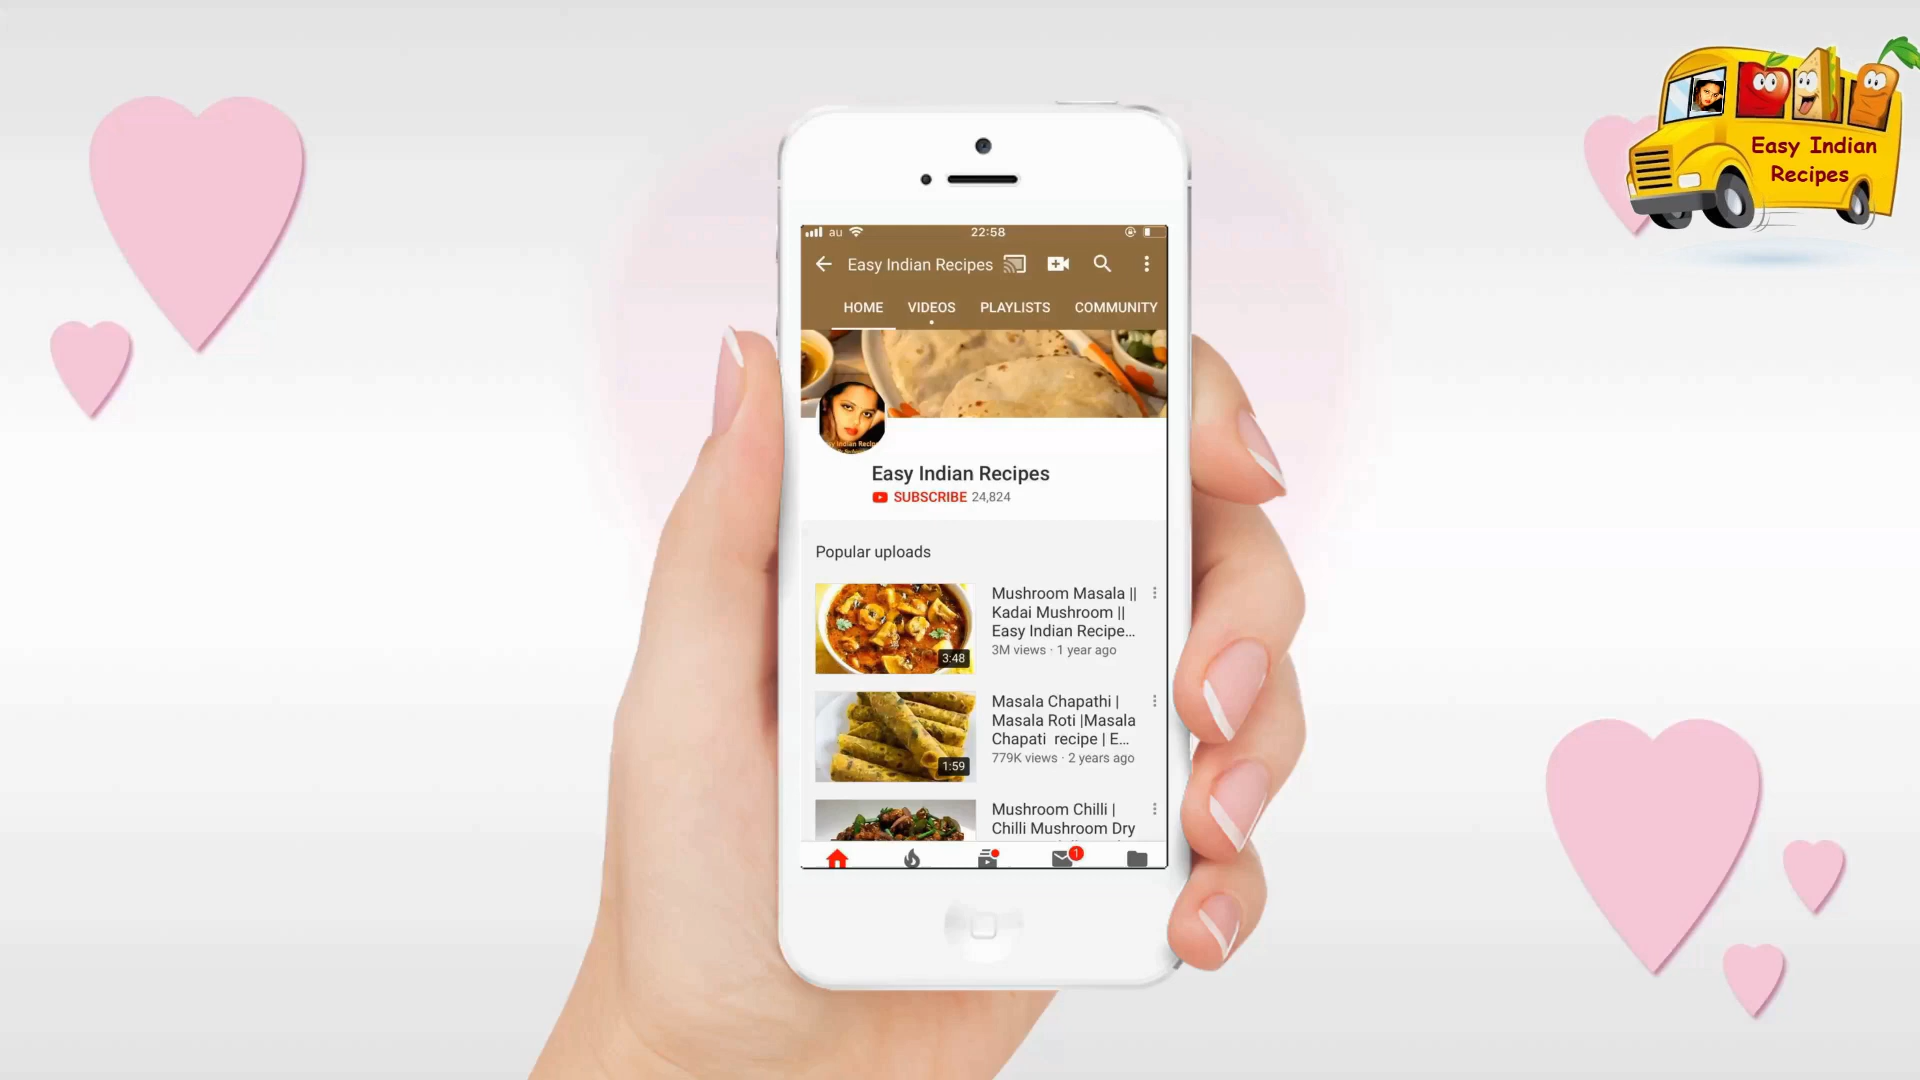 Easy Indian
Recipes
au
22:58
Easy Indian Recipes
HOME VIDEOS PLAYLISTS COMMUNITY
Easy Indian Recipes
SUBSCRIBE 24,824
Popular uploads
Mushroom Masala ||
Kadai Mushroom ||
Easy Indian Recipe...
3M views · 1 year ago
3:48
Masala Chapathi |
Masala Roti |Masala
Chapati recipe | E...
779K views · 2 years ago
1:59
Mushroom Chilli |
Chilli Mushroom Dry
1